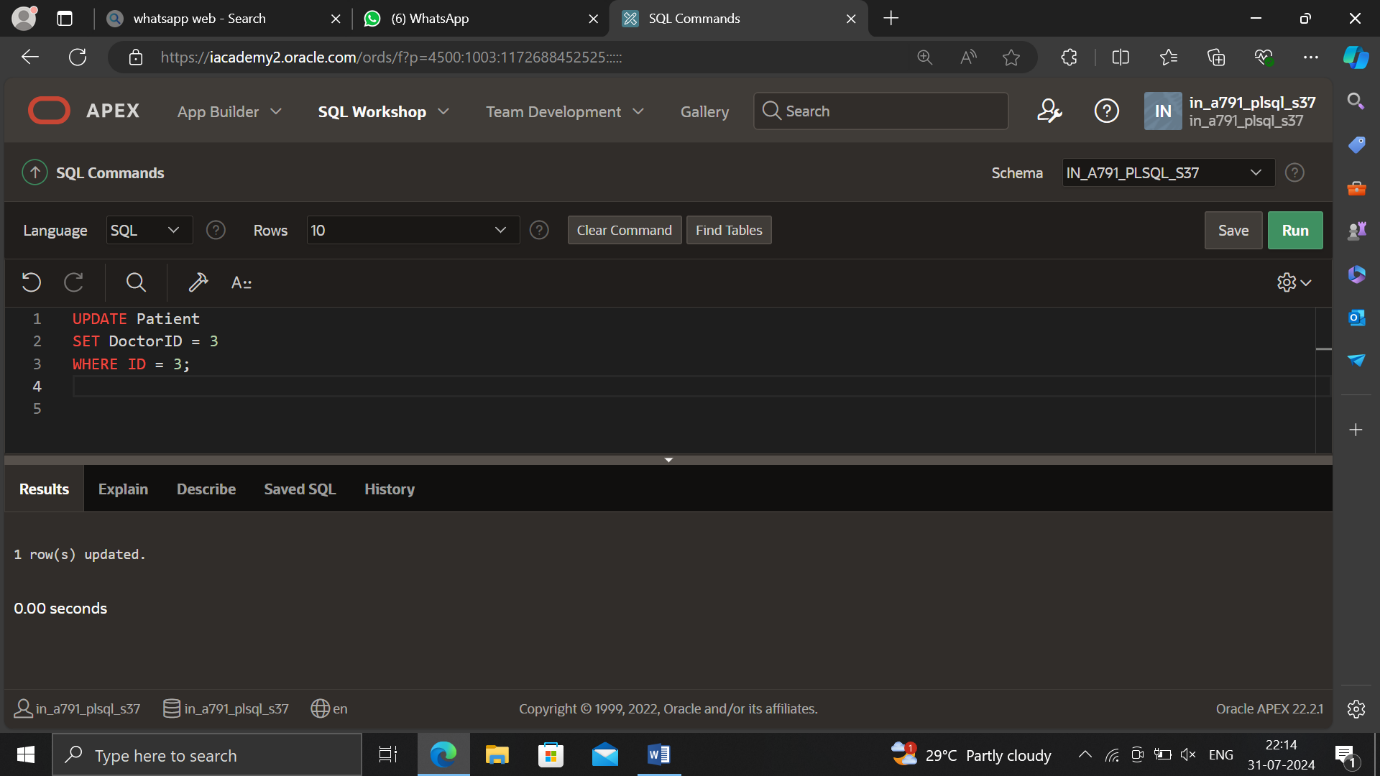 whatsapp web - Search
(6) WhatsApp
SQL Commands
https://iacademy2.oracle.com/ords/f?p=4500:1003:1172688452525:::::
APEX App Builder SQL Workshop Team Development Gallery Search IN in_a791_plsql_s37
in_a791_plsql_s37
SQL Commands Schema IN_A791_PLSQL_S37
Language SQL Rows 10 Clear Command Find Tables Save Run
A::
1 UPDATE Patient
2 SET DoctorID = 3
3 WHERE ID = 3;
4
5
Results Explain Describe Saved SQL History
1 row(s) updated.
0.00 seconds
in_a791_plsql_s37 in_a791_plsql_s37 en Copyright © 1999, 2022, Oracle and/or its affiliates. Oracle APEX 22.2.1
Type here to search 1 29°C Partly cloudy ENG 22:14
31-07-2024 1